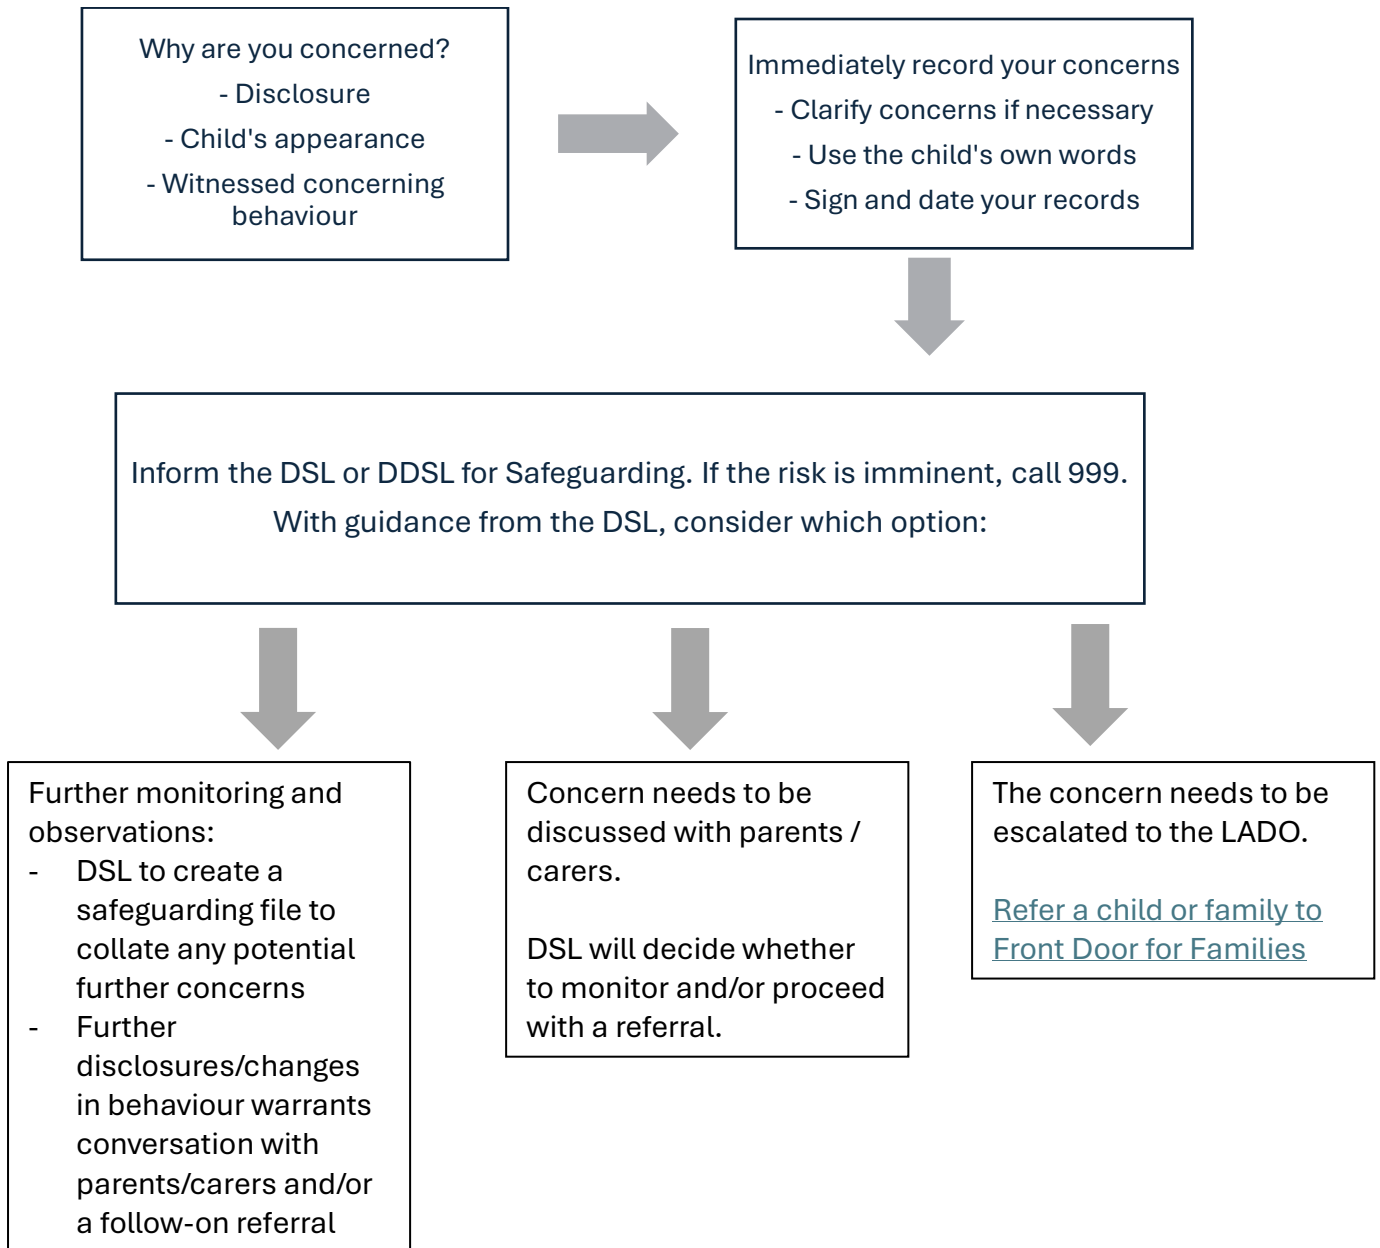 Why are you concerned?
- Disclosure
- Child's appearance
- Witnessed concerning
behaviour
Immediately record your concerns
- Clarify concerns if necessary
- Use the child's own words
- Sign and date your records
Inform the DSL or DDSL for Safeguarding. If the risk is imminent, call 999.
With guidance from the DSL, consider which option:
Further monitoring and
observations:
- DSL to create a
safeguarding file to
collate any potential
further concerns
- Further
disclosures/changes
in behaviour warrants
conversation with
parents/carers and/or
a follow-on referral
Concern needs to be
discussed with parents /
carers.
DSL will decide whether
to monitor and/or proceed
with a referral.
The concern needs to be
escalated to the LADO.
Refer a child or family to
Front Door for Families